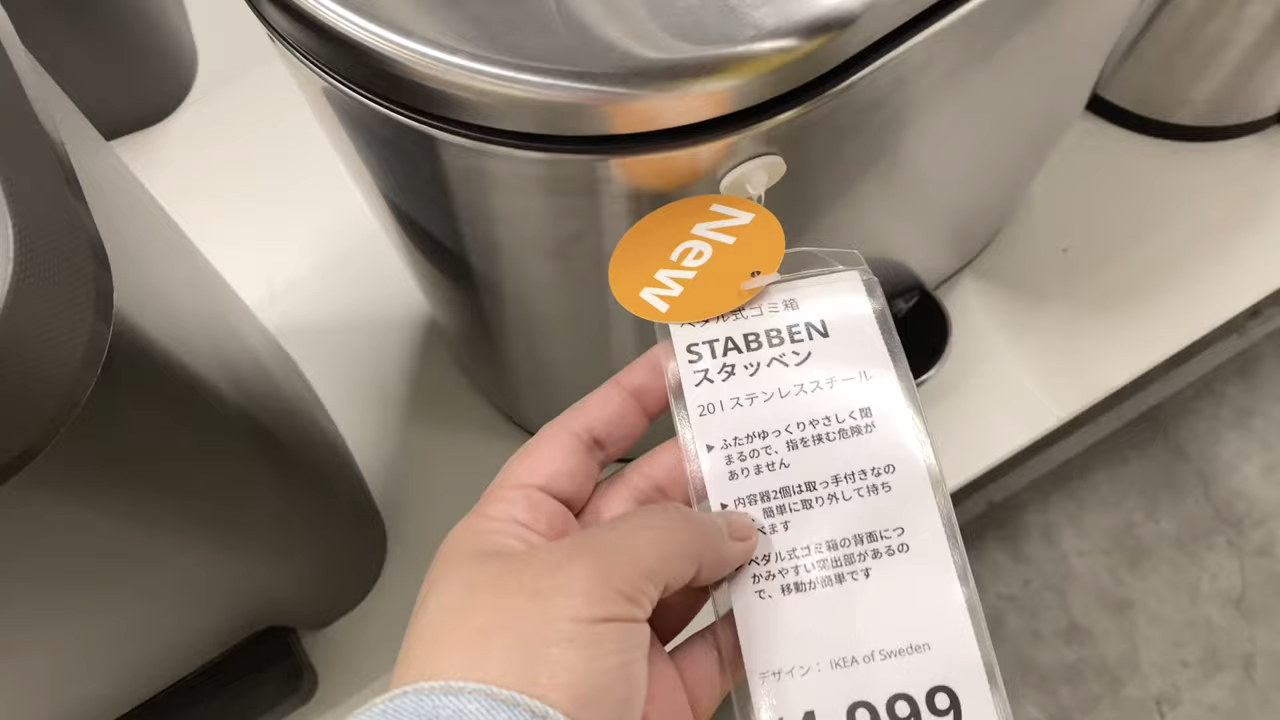 New
ペダル式ゴミ箱
STABBEN
スタッベン
20 l ステンレススチール
▶ ふたがゆっくりやさしく閉
まるので、指を挟む危険が
ありません
▶ 内容器2個は取っ手付きなの
簡単に取り外して持ち
べます
ペダル式ゴミ箱の背面につ
かみやすい突出部があるの
で、移動が簡単です
デザイン： IKEA of Sweden
,999